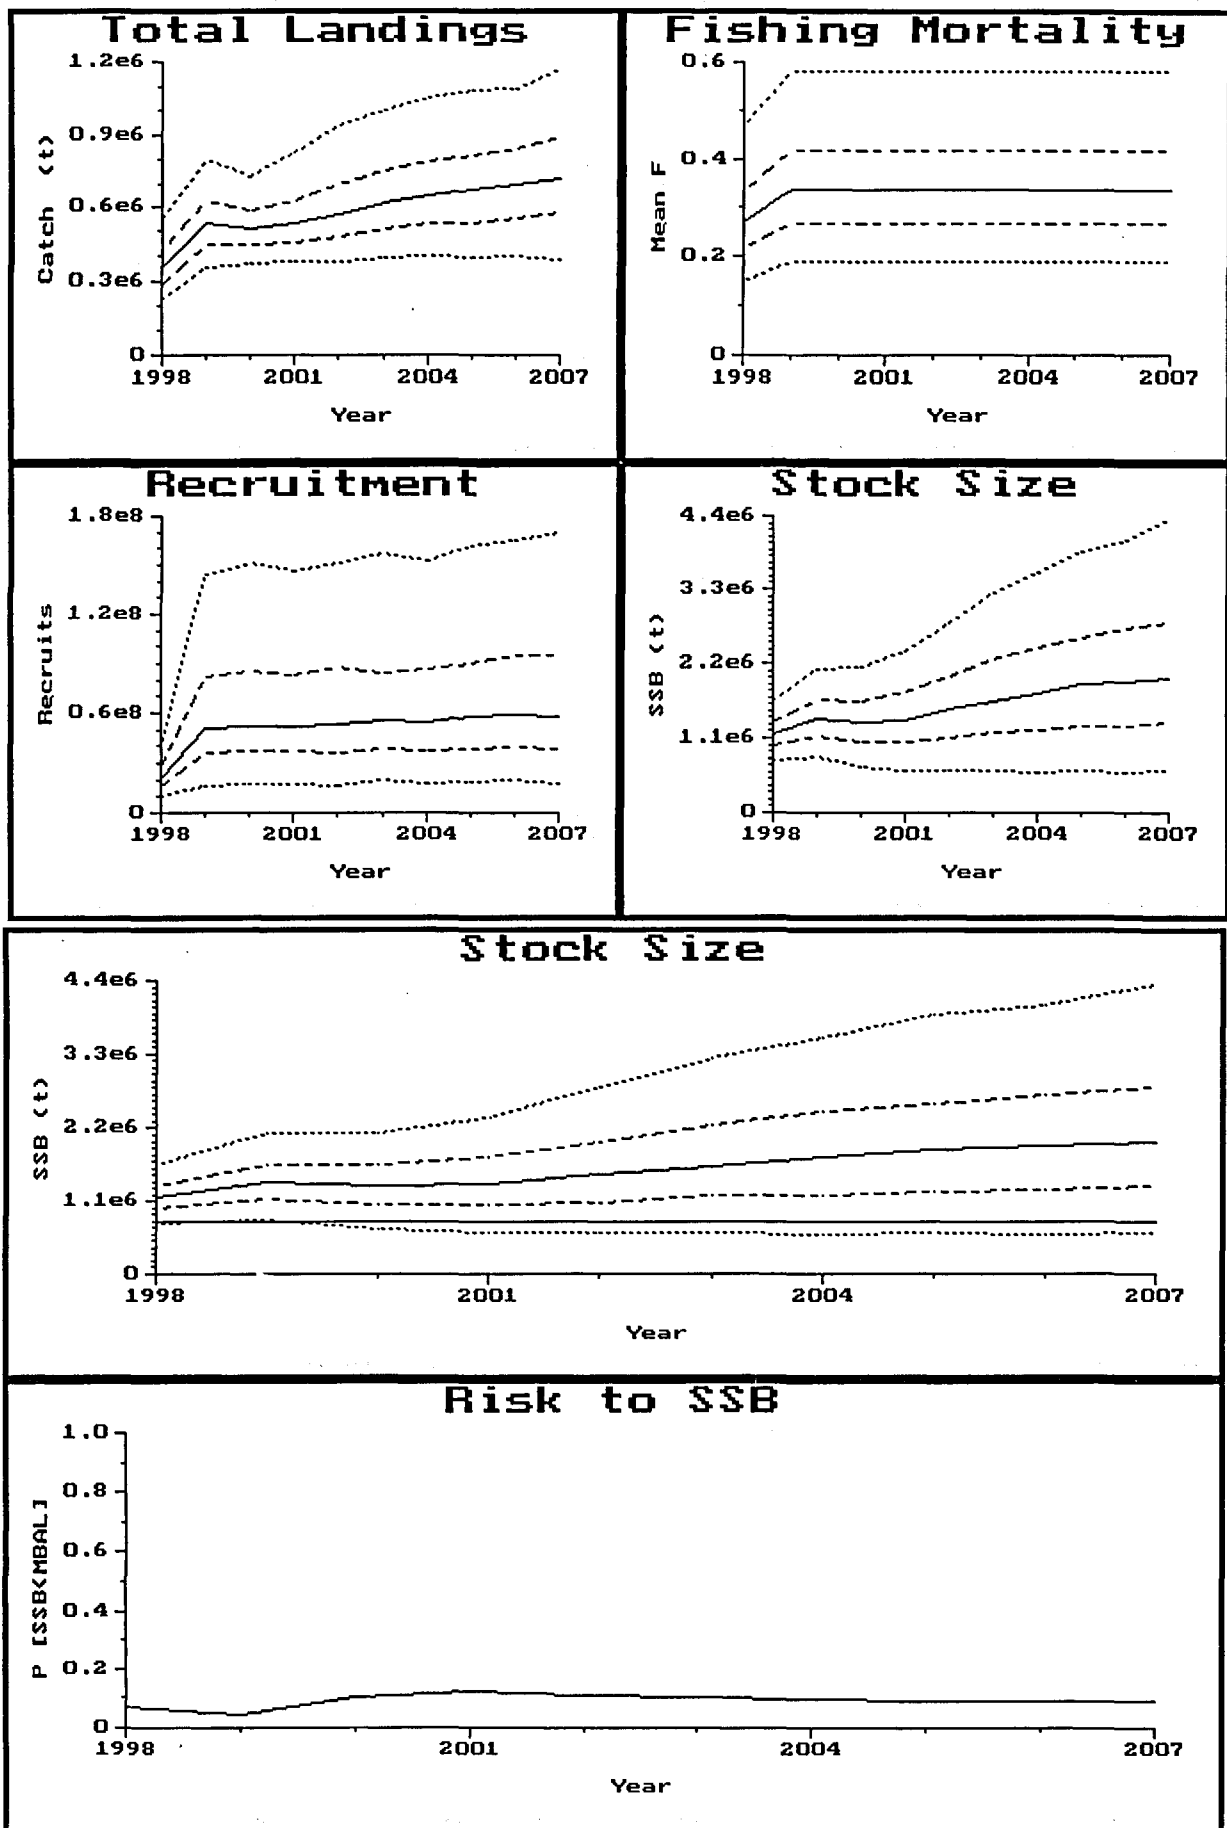 Total Landings
1.2e6
0.9e6
0.6e6
0.3e6
0
Catch (t)
1998 2001 2004 2007
Year
Fishing Mortality
0.6
0.4
0.2
0
Mean F
1998 2001 2004 2007
Year
Recruitment
1.8e8
1.2e8
0.6e8
0
Recruits
1998 2001 2004 2007
Year
Stock Size
4.4e6
3.3e6
2.2e6
1.1e6
0
SSB (t)
1998 2001 2004 2007
Year
Stock Size
4.4e6
3.3e6
2.2e6
1.1e6
0
SSB (t)
1998 2001 2004 2007
Year
Risk to SSB
1.0
0.8
0.6
0.4
0.2
0
P [SSB<MBAL]
1998 2001 2004 2007
Year